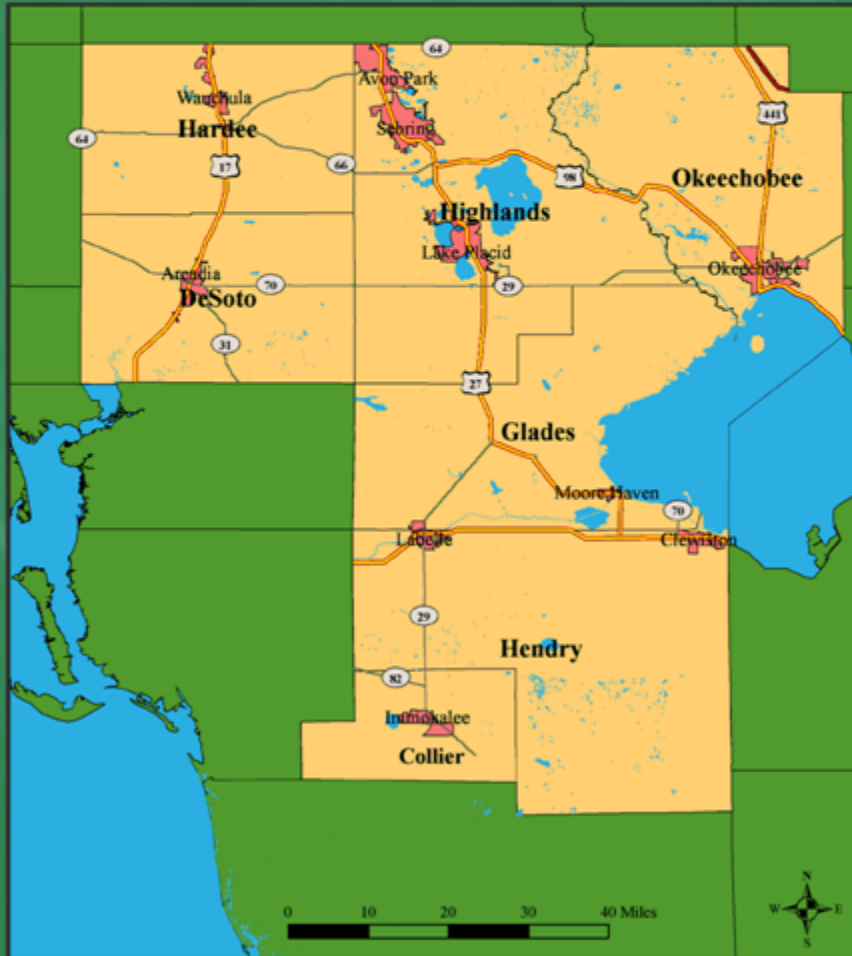 64
Avon Park
Wauchula
Hardee
441
64
Sebring
17
66
98
Okeechobee
Highlands
Lake Placid
Okeechobee
Arcadia
70
29
DeSoto
31
27
Glades
Moore Haven
70
Labelle
Clewiston
29
Hendry
82
Immokalee
Collier
N
W E
S
0 10 20 30 40 Miles